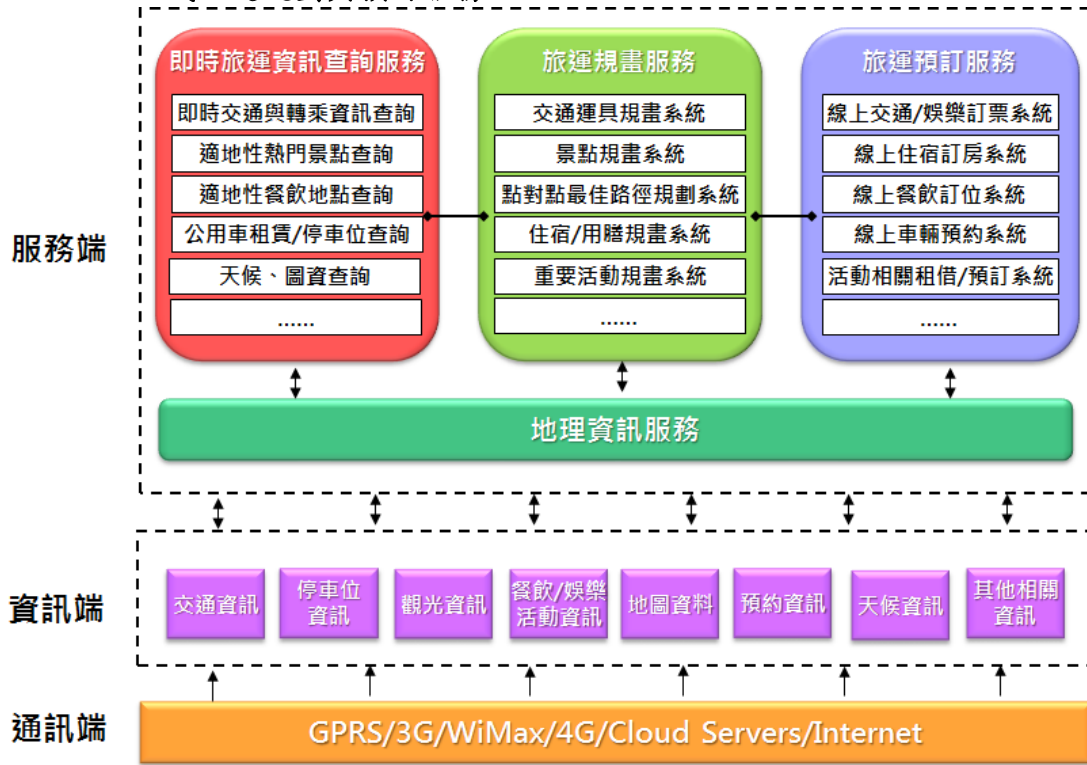 即時旅運資訊查詢服務
即時交通與轉乘資訊查詢
適地性熱門景點查詢
適地性餐飲地點查詢
公用車租賃/停車位查詢
天候、圖資查詢
......
旅運規畫服務
交通運具規畫系統
景點規畫系統
點對點最佳路徑規劃系統
住宿/用膳規畫系統
重要活動規畫系統
......
旅運預訂服務
線上交通/娛樂訂票系統
線上住宿訂房系統
線上餐飲訂位系統
線上車輛預約系統
活動相關租借/預訂系統
......
服務端
地理資訊服務
資訊端
交通資訊
停車位
資訊
觀光資訊
餐飲/娛樂
活動資訊
地圖資料
預約資訊
天候資訊
其他相關
資訊
通訊端
GPRS/3G/WiMax/4G/Cloud Servers/Internet